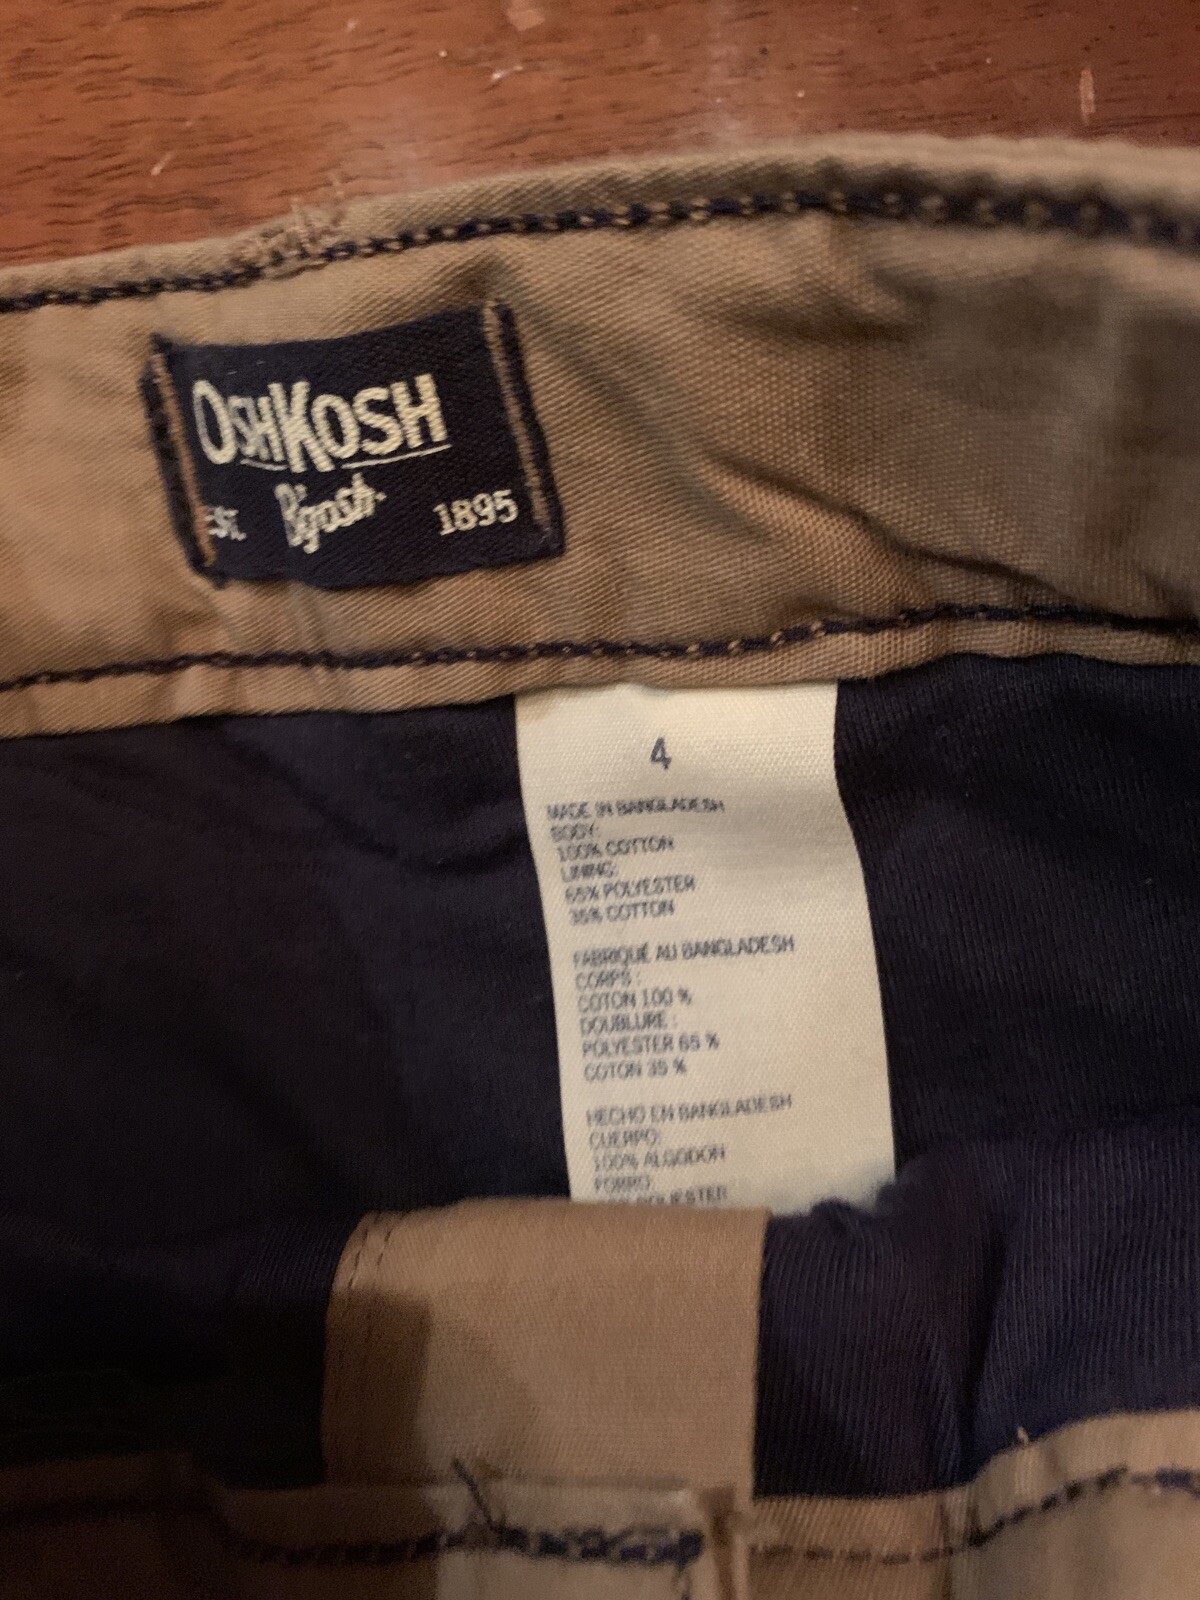 OSHKOSH
EST. B'gosh. 1895
4
MADE IN BANGLADESH
BODY:
100% COTTON
LINING:
65% POLYESTER
35% COTTON
FABRIQUÉ AU BANGLADESH
CORPS :
COTON 100 %
DOUBLURE :
POLYESTER 65 %
COTON 35 %
HECHO EN BANGLADESH
CUERPO:
100% ALGODON
FORRO:
POLIESTER